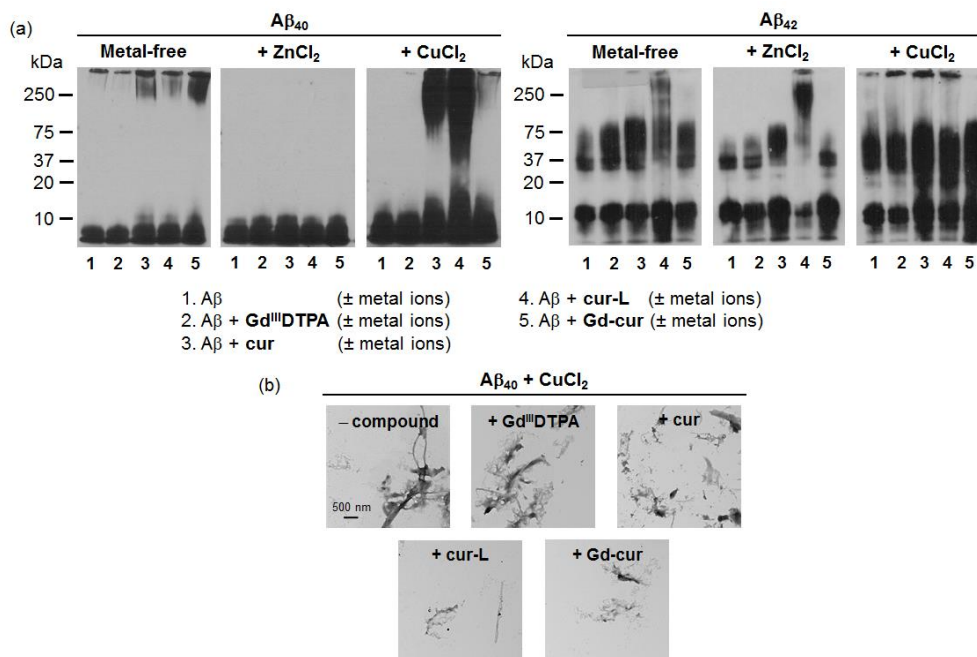 (a)
Aβ₄₀
Metal-free + ZnCl₂ + CuCl₂
kDa
250
75
37
20
10
1 2 3 4 5 1 2 3 4 5 1 2 3 4 5
Aβ₄₂
Metal-free + ZnCl₂ + CuCl₂
kDa
250
75
37
20
10
1 2 3 4 5 1 2 3 4 5 1 2 3 4 5
1. Aβ (± metal ions)
2. Aβ + GdᴵᴵᴵDTPA (± metal ions)
3. Aβ + cur (± metal ions)
4. Aβ + cur-L (± metal ions)
5. Aβ + Gd-cur (± metal ions)
(b)
Aβ₄₀ + CuCl₂
– compound
500 nm
+ GdᴵᴵᴵDTPA
+ cur
+ cur-L
+ Gd-cur